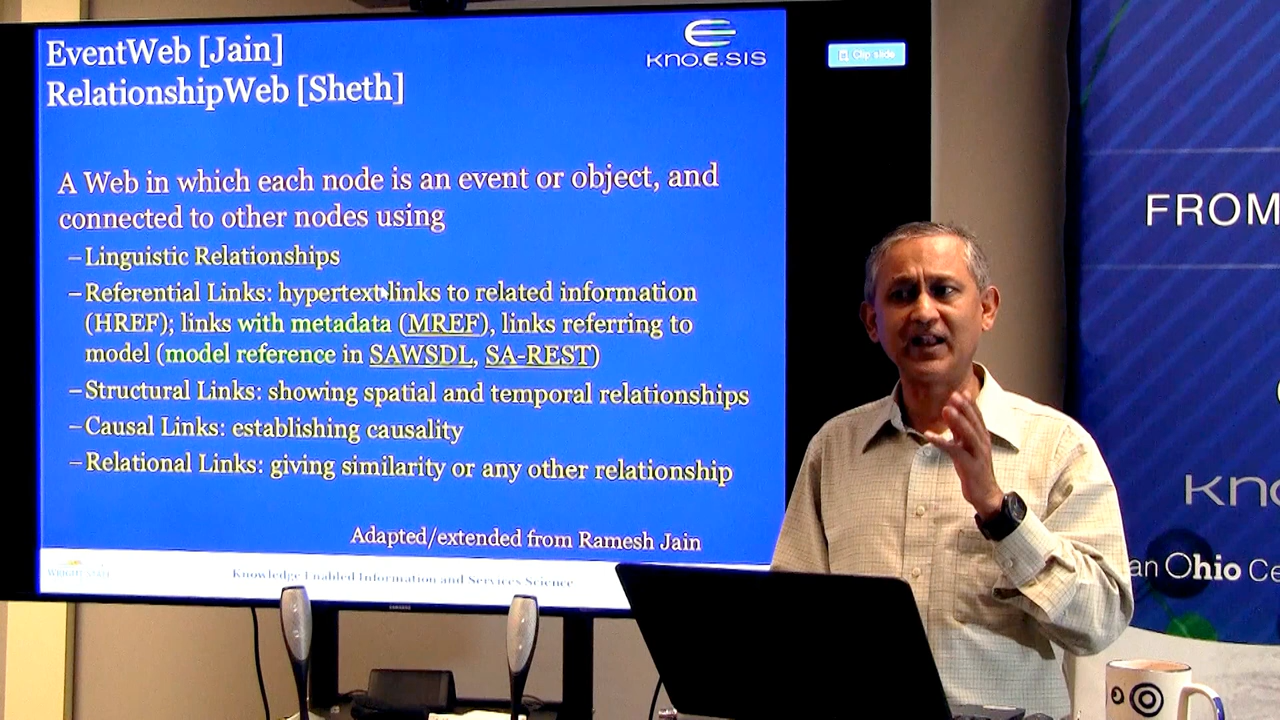 EventWeb [Jain]
RelationshipWeb [Sheth]
kno.e.sis
Clip slide
A Web in which each node is an event or object, and
connected to other nodes using
–Linguistic Relationships
–Referential Links: hypertext links to related information
(HREF); links with metadata (MREF), links referring to
model (model reference in SAWSDL, SA-REST)
–Structural Links: showing spatial and temporal relationships
–Causal Links: establishing causality
–Relational Links: giving similarity or any other relationship
Adapted/extended from Ramesh Jain
WRIGHT STATE
Knowledge Enabled Information and Services Science
SAMSUNG
FROM
kno
an Ohio Ce